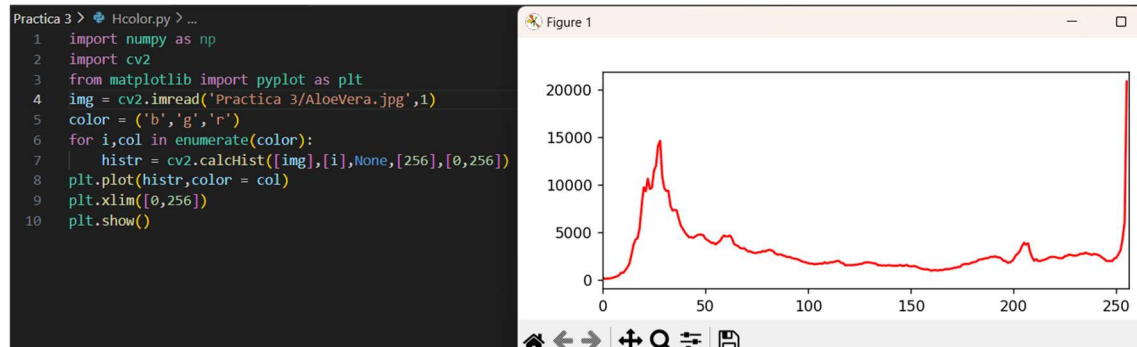 Practica 3 > Hcolor.py > ...
1 import numpy as np
2 import cv2
3 from matplotlib import pyplot as plt
4 img = cv2.imread('Practica 3/AloeVera.jpg',1)
5 color = ('b','g','r')
6 for i,col in enumerate(color):
7     histr = cv2.calcHist([img],[i],None,[256],[0,256])
8 plt.plot(histr,color = col)
9 plt.xlim([0,256])
10 plt.show()
Figure 1
20000
15000
10000
5000
0
0 50 100 150 200 250